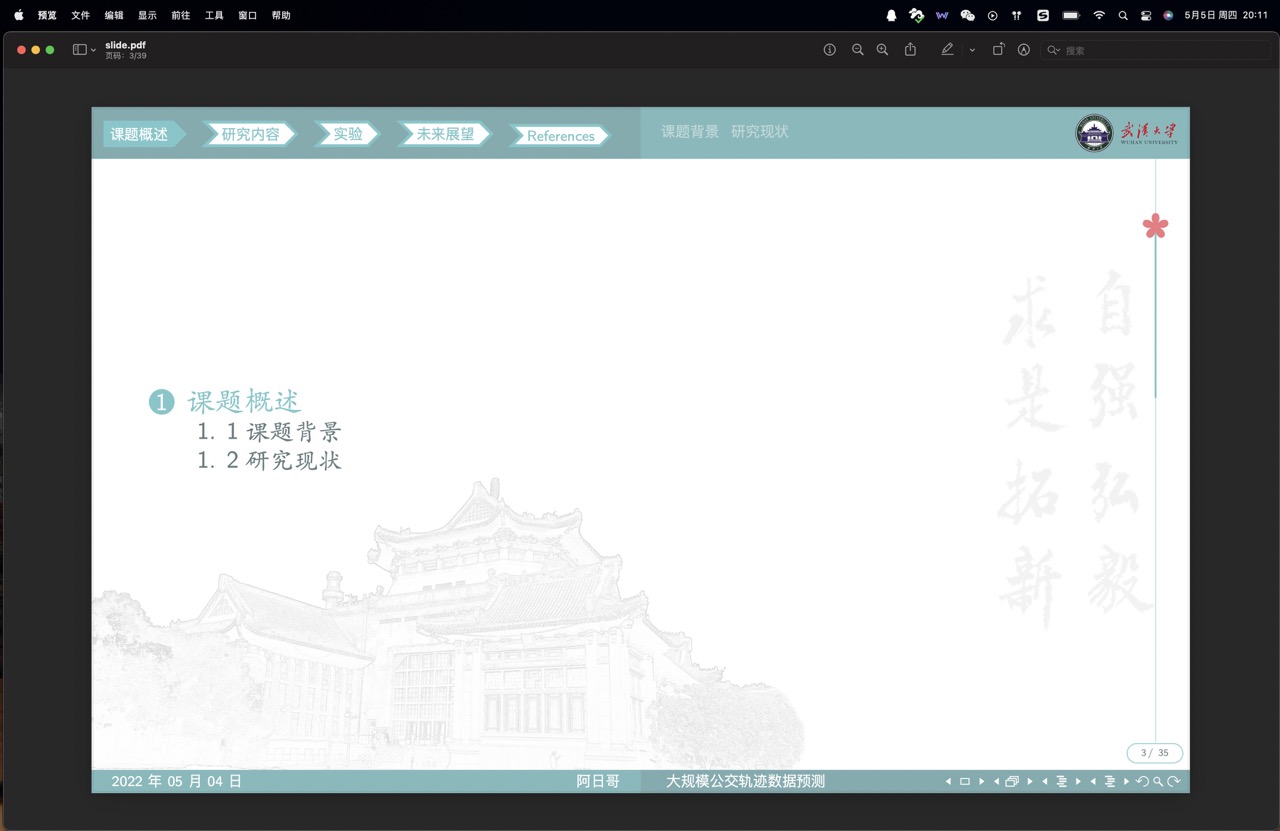 预览 文件 编辑 显示 前往 工具 窗口 帮助
5月5日 周四 20:11
slide.pdf
页码：3/39
搜索
课题概述 研究内容 实验 未来展望 References
课题背景 研究现状
武漢大学
WUHAN UNIVERSITY
1 课题概述
1. 1 课题背景
1. 2 研究现状
自强弘毅
求是拓新
3 / 35
2022 年 05 月 04 日
阿日哥
大规模公交轨迹数据预测